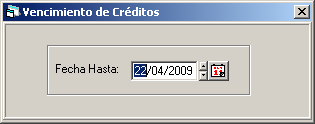 Vencimiento de Créditos
Fecha Hasta: 22/04/2009